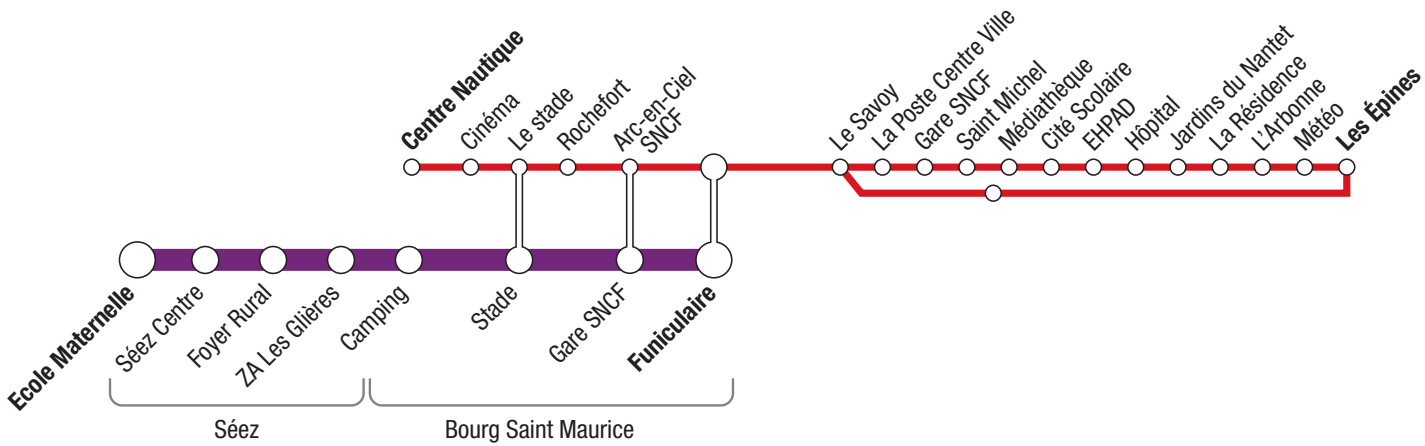 Centre Nautique
Cinéma
Le stade
Rochefort
Arc-en-Ciel
SNCF
Le Savoy
La Poste Centre Ville
Gare SNCF
Saint Michel
Médiathèque
Cité Scolaire
EHPAD
Hôpital
Jardins du Nantet
La Résidence
L'Arbonne
Météo
Les Épines
Ecole Maternelle
Séez Centre
Foyer Rural
ZA Les Glières
Camping
Stade
Gare SNCF
Funiculaire
Séez
Bourg Saint Maurice